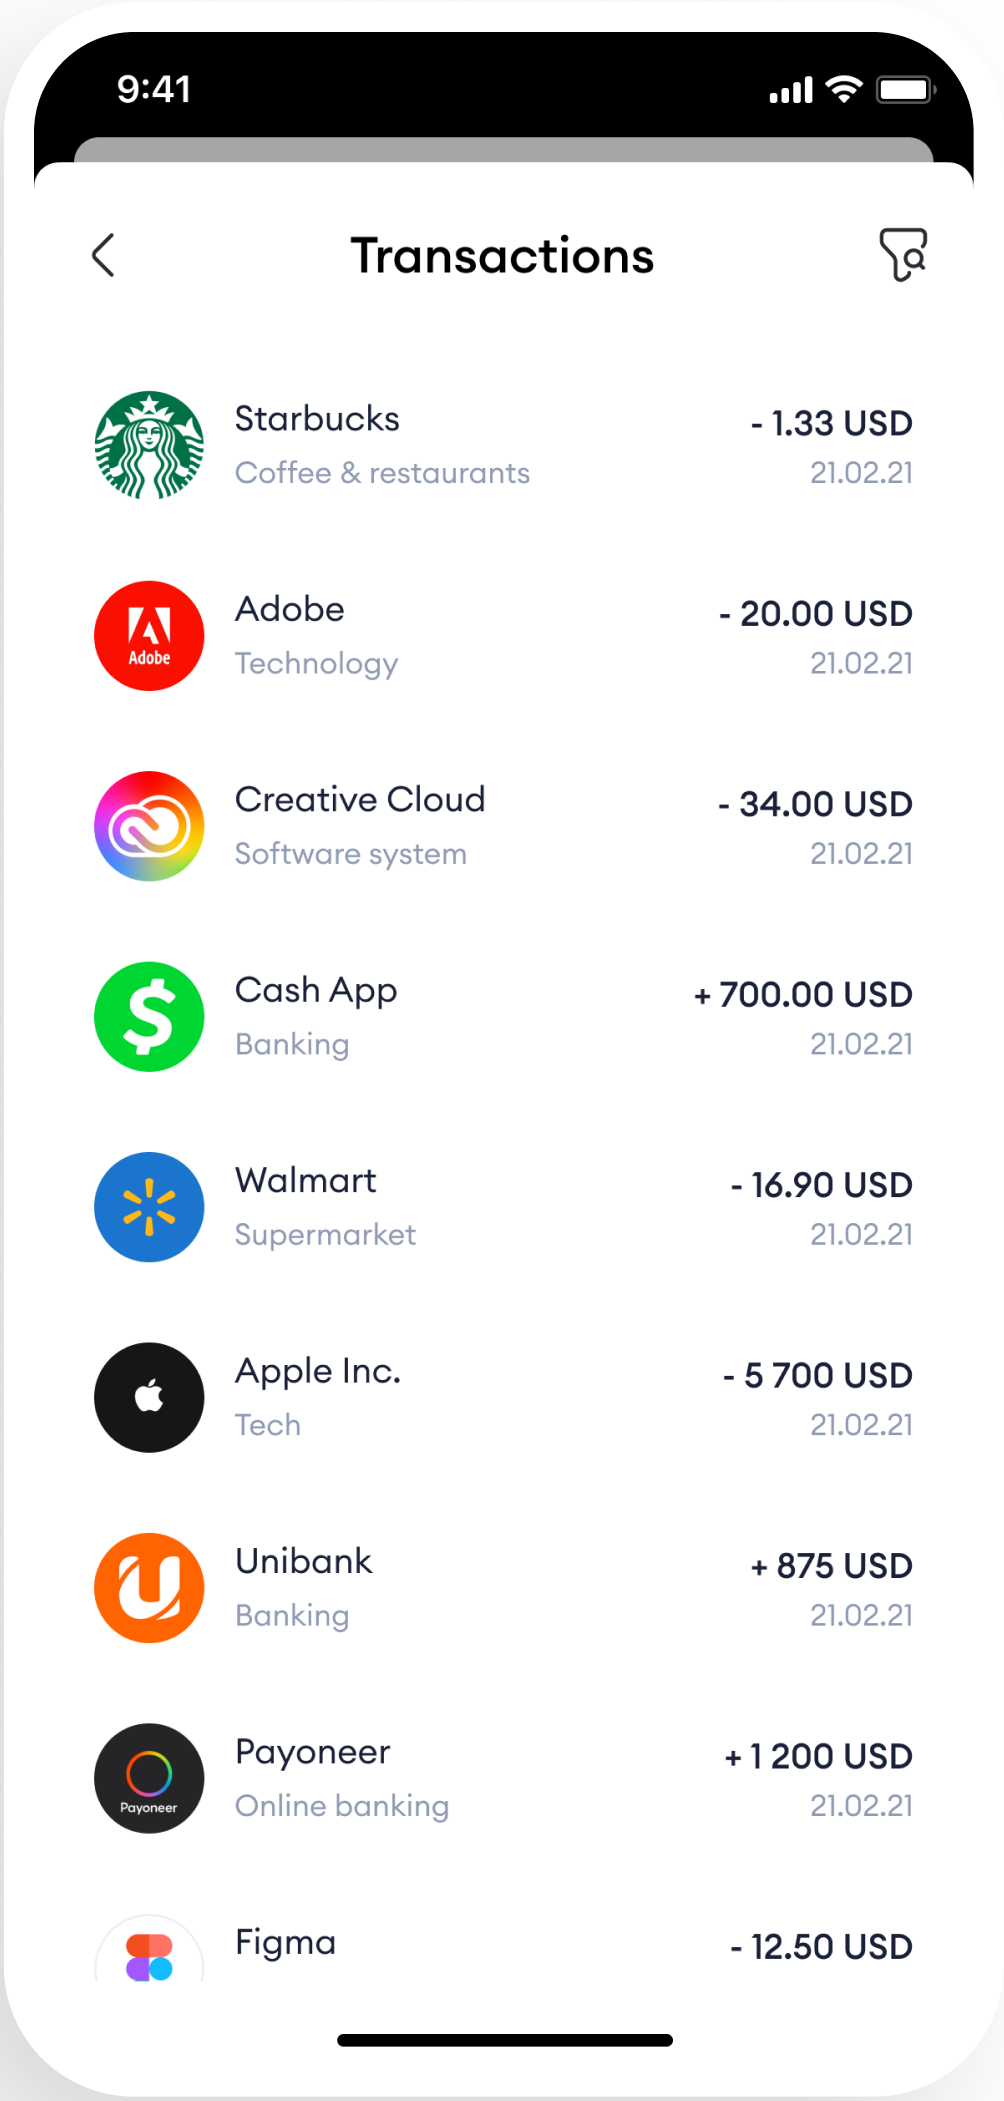 9:41
Transactions
Starbucks - 1.33 USD
Coffee & restaurants 21.02.21
Adobe
Adobe - 20.00 USD
Technology 21.02.21
Creative Cloud - 34.00 USD
Software system 21.02.21
$
Cash App + 700.00 USD
Banking 21.02.21
Walmart - 16.90 USD
Supermarket 21.02.21
Apple Inc. - 5 700 USD
Tech 21.02.21
Unibank + 875 USD
Banking 21.02.21
Payoneer
Payoneer + 1 200 USD
Online banking 21.02.21
Figma - 12.50 USD